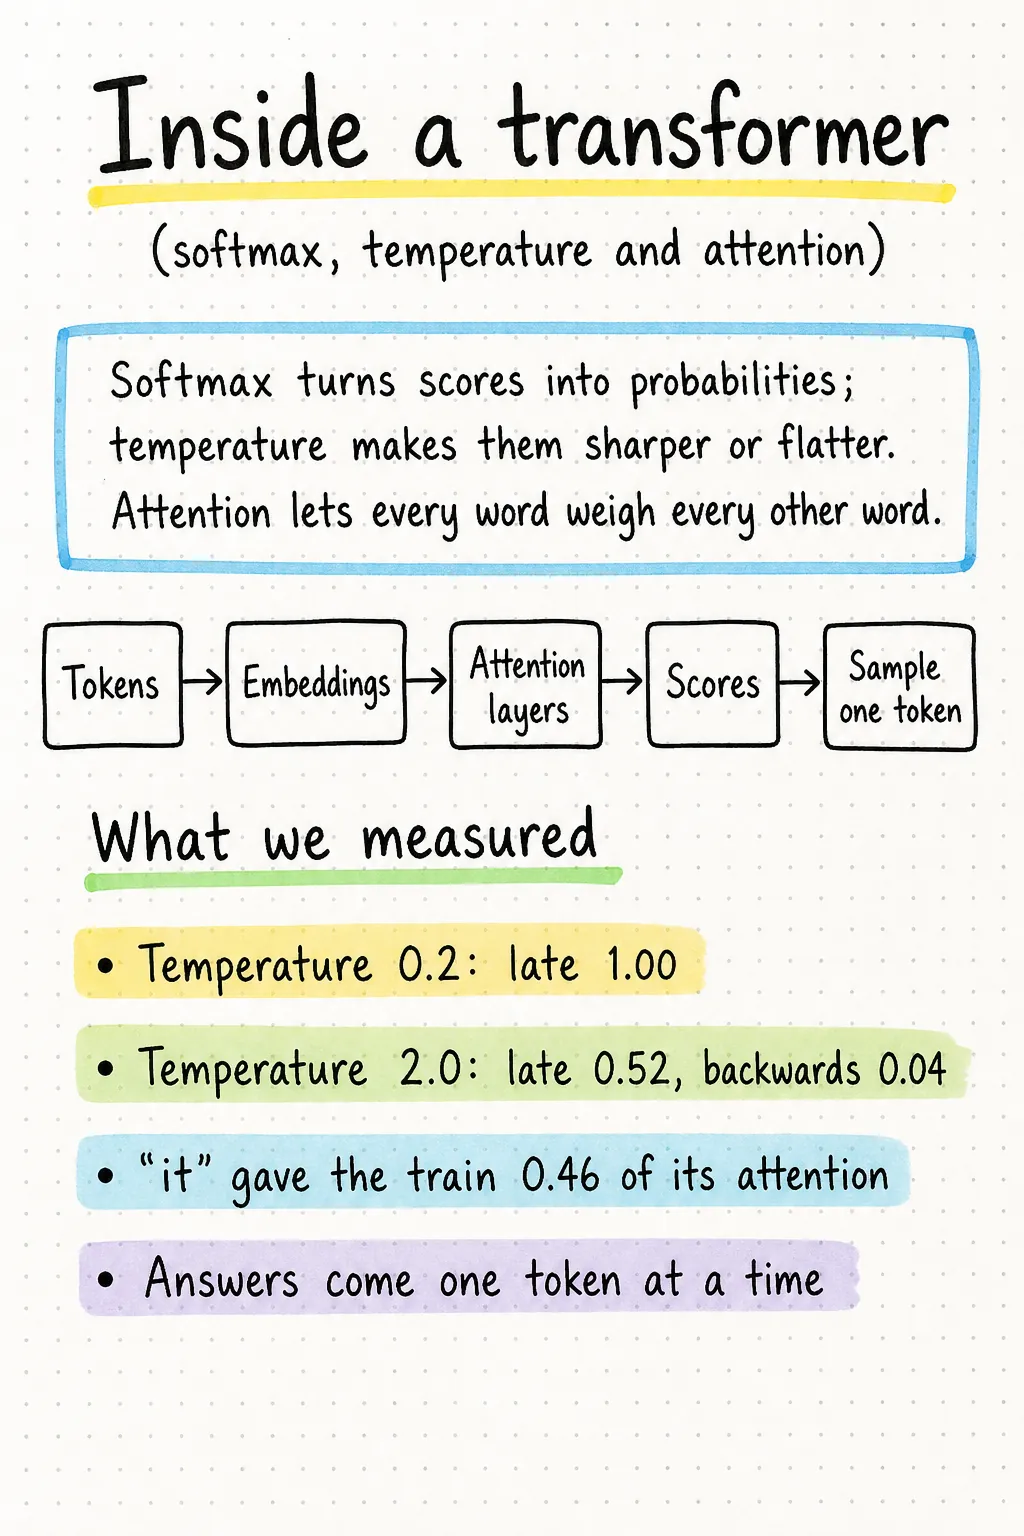 Inside a transformer
(softmax, temperature and attention)
Softmax turns scores into probabilities;
temperature makes them sharper or flatter.
Attention lets every word weigh every other word.
Tokens
Embeddings
Attention
layers
Scores
Sample
one token
What we measured
• Temperature 0.2: late 1.00
• Temperature 2.0: late 0.52, backwards 0.04
• “it” gave the train 0.46 of its attention
• Answers come one token at a time